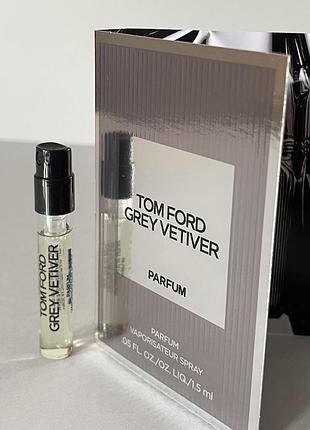 TOM FORD
GREY VETIVER
PARFUM
TOM FORD
GREY VETIVER
PARFUM
PARFUM
VAPORISATEUR SPRAY
.05 FL. OZ./OZ. LIQ./1.5 ml